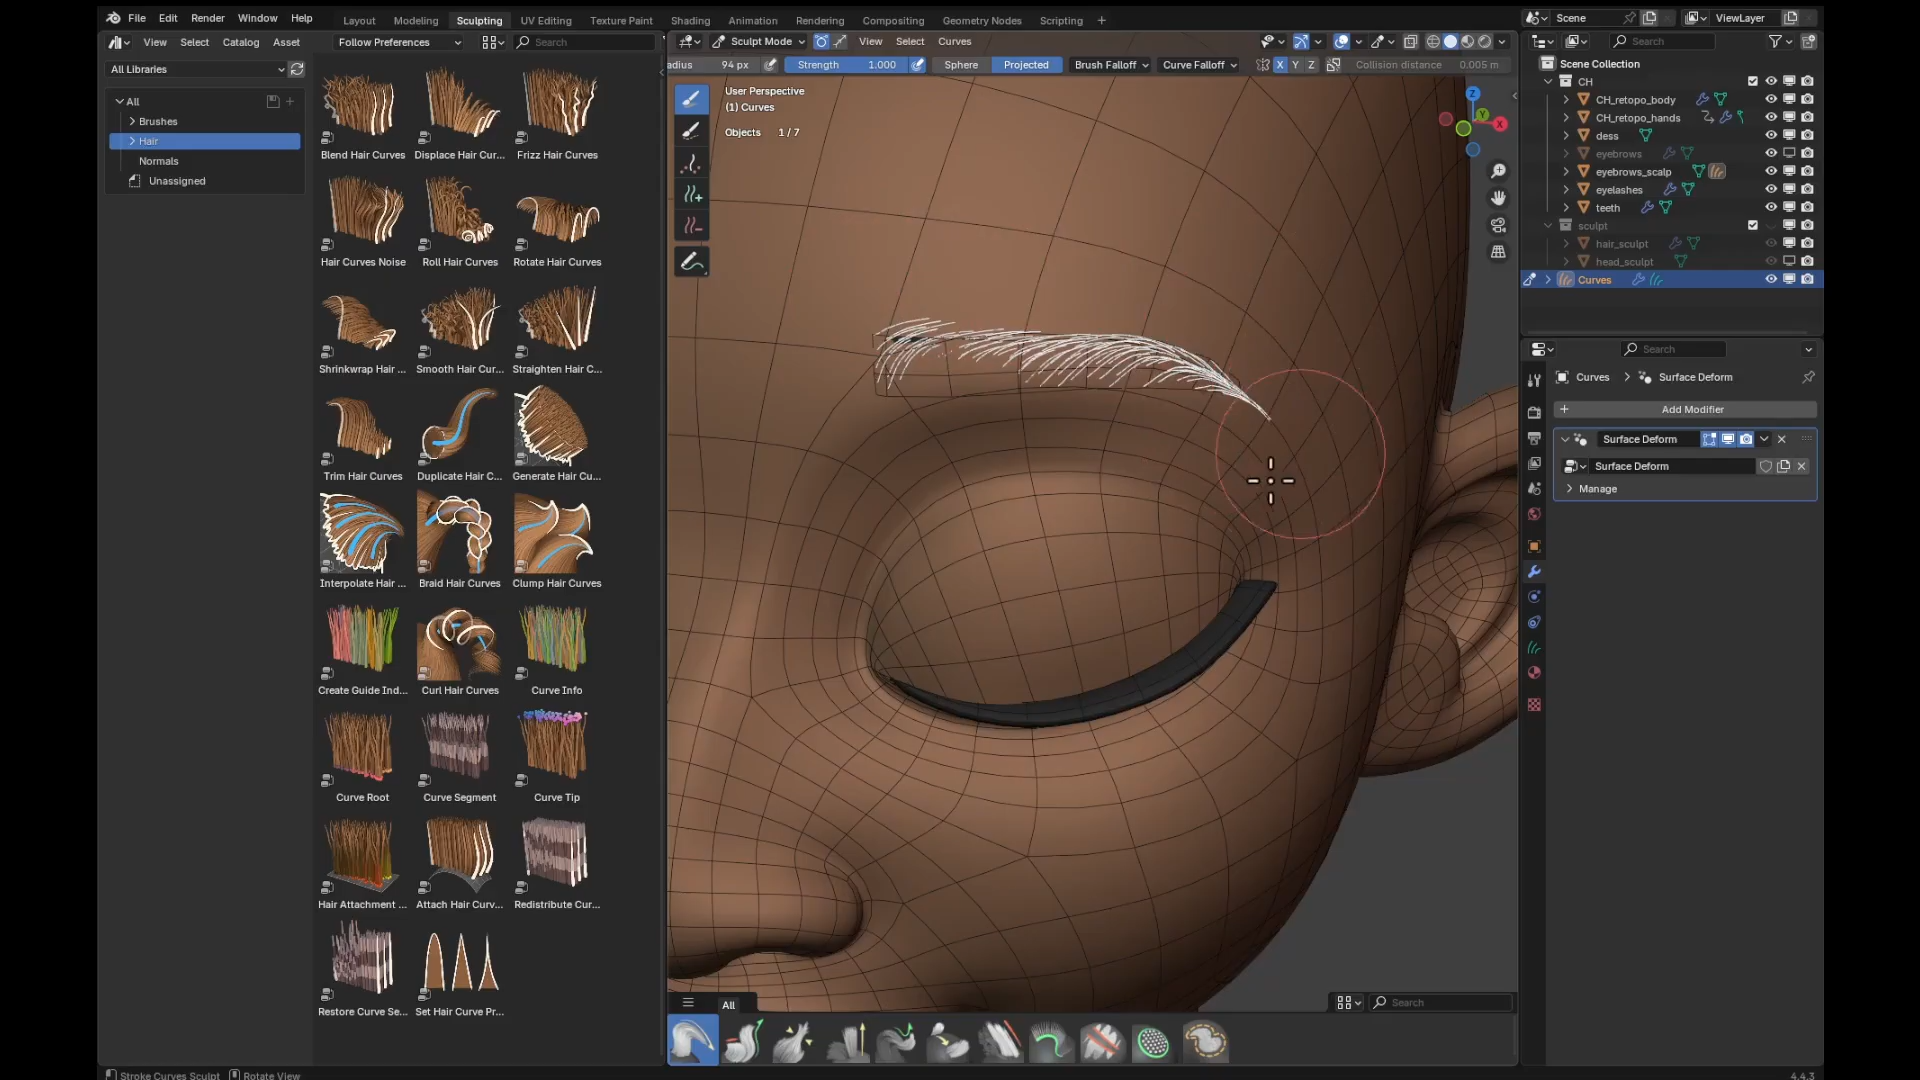 File Edit Render Window Help
Layout Modeling Sculpting UV Editing Texture Paint Shading Animation Rendering Compositing Geometry Nodes Scripting +
Scene
ViewLayer
View Select Catalog Asset
Follow Preferences
Search
Sculpt Mode
View Select Curves
Search
All Libraries
adius 94 px
Strength 1.000
Sphere Projected
Brush Falloff
Curve Falloff
X Y Z
Collision distance 0.005 m
All
Brushes
Hair
Normals
Unassigned
Blend Hair Curves
Displace Hair Cur...
Frizz Hair Curves
Hair Curves Noise
Roll Hair Curves
Rotate Hair Curves
Shrinkwrap Hair ...
Smooth Hair Cur...
Straighten Hair C...
Trim Hair Curves
Duplicate Hair C...
Generate Hair Cu...
Interpolate Hair ...
Braid Hair Curves
Clump Hair Curves
Create Guide Ind...
Curl Hair Curves
Curve Info
Curve Root
Curve Segment
Curve Tip
Hair Attachment ...
Attach Hair Curv...
Redistribute Cur...
Restore Curve Se...
Set Hair Curve Pr...
User Perspective
(1) Curves
Objects 1 / 7
Z
Y
X
All
Search
Scene Collection
CH
CH_retopo_body
CH_retopo_hands
dess
eyebrows
eyebrows_scalp
eyelashes
teeth
sculpt
hair_sculpt
head_sculpt
Curves
Search
Curves > Surface Deform
+ Add Modifier
Surface Deform
Surface Deform
Manage
Stroke Curves Sculpt
Rotate View
4.4.3